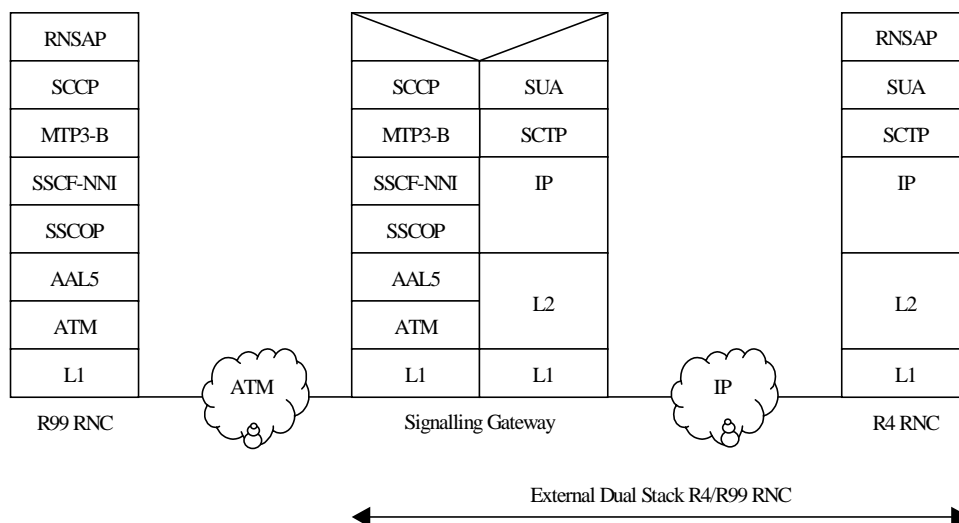 RNSAP RNSAP
SCCP SCCP SUA SUA
MTP3-B MTP3-B SCTP SCTP
SSCF-NNI SSCF-NNI IP IP
SSCOP SSCOP
AAL5 AAL5
L2 L2
ATM ATM
L1 ATM L1 L1 IP L1
R99 RNC Signalling Gateway R4 RNC
External Dual Stack R4/R99 RNC